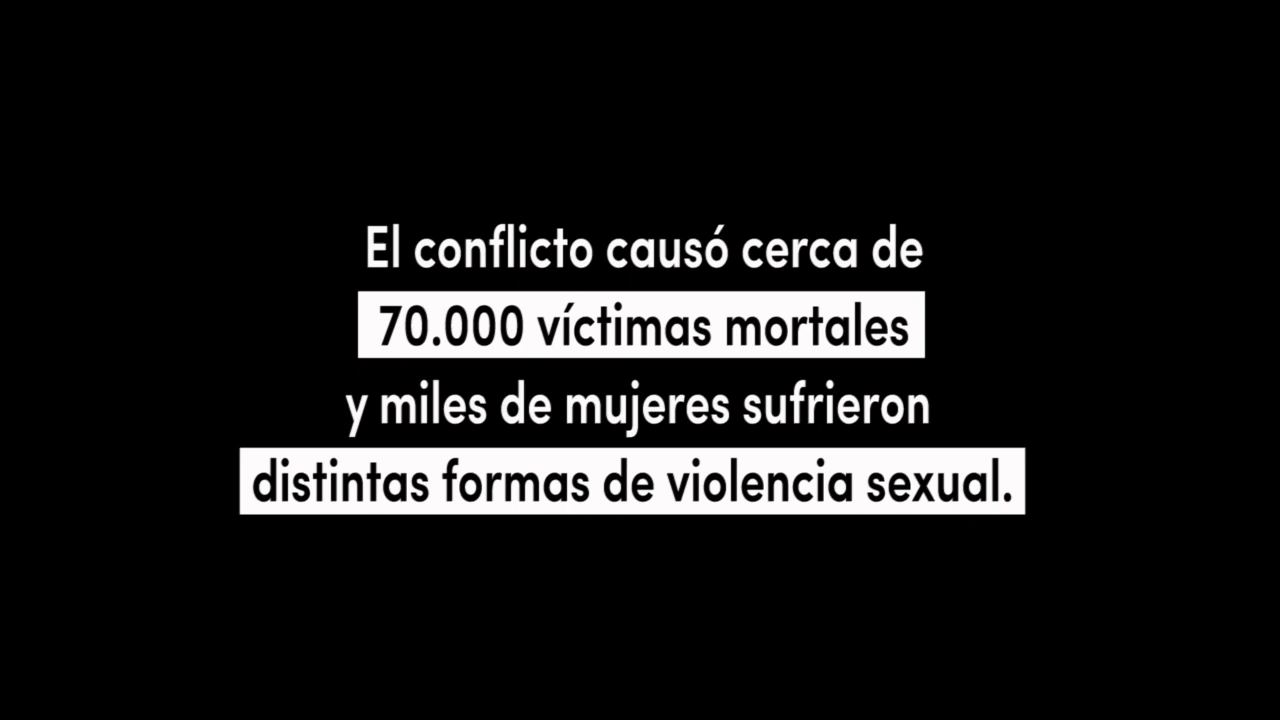 El conflicto causó cerca de
70.000 víctimas mortales
y miles de mujeres sufrieron
distintas formas de violencia sexual.